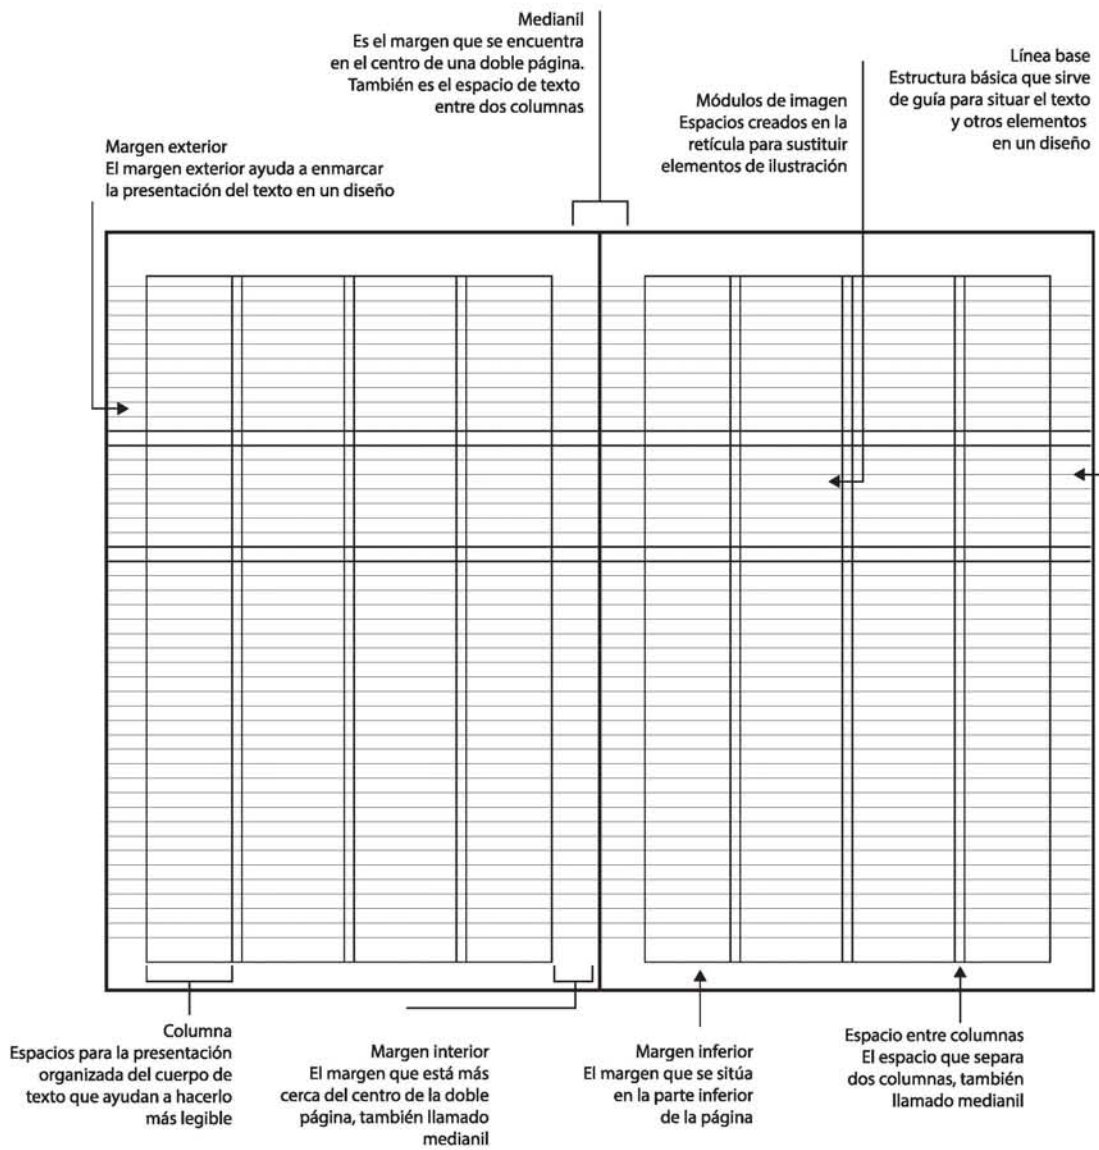 Medianil
Es el margen que se encuentra
en el centro de una doble página.
También es el espacio de texto
entre dos columnas
Línea base
Estructura básica que sirve
de guía para situar el texto
y otros elementos
en un diseño
Módulos de imagen
Espacios creados en la
retícula para sustituir
elementos de ilustración
Margen exterior
El margen exterior ayuda a enmarcar
la presentación del texto en un diseño
Columna
Espacios para la presentación
organizada del cuerpo de
texto que ayudan a hacerlo
más legible
Margen interior
El margen que está más
cerca del centro de la doble
página, también llamado
medianil
Margen inferior
El margen que se sitúa
en la parte inferior
de la página
Espacio entre columnas
El espacio que separa
dos columnas, también
llamado medianil